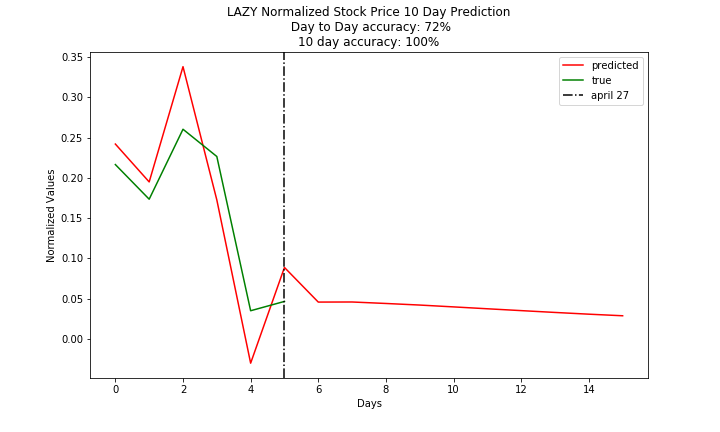 LAZY Normalized Stock Price 10 Day Prediction
Day to Day accuracy: 72%
10 day accuracy: 100%
predicted
true
april 27
0.35
0.30
0.25
0.20
0.15
0.10
0.05
0.00
Normalized Values
0 2 4 6 8 10 12 14
Days